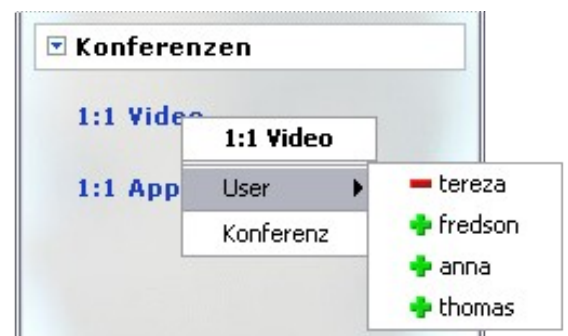 Konferenzen
1:1 Video
1:1 Video
1:1 App
User
Konferenz
tereza
fredson
anna
thomas